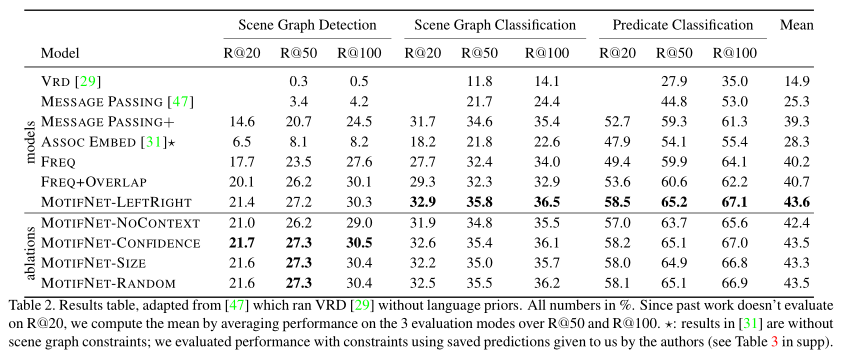 Scene Graph Detection Scene Graph Classification Predicate Classification Mean
Model R@20 R@50 R@100 R@20 R@50 R@100 R@20 R@50 R@100
models
VRD [29] 0.3 0.5 11.8 14.1 27.9 35.0 14.9
MESSAGE PASSING [47] 3.4 4.2 21.7 24.4 44.8 53.0 25.3
MESSAGE PASSING+ 14.6 20.7 24.5 31.7 34.6 35.4 52.7 59.3 61.3 39.3
ASSOC EMBED [31]⋆ 6.5 8.1 8.2 18.2 21.8 22.6 47.9 54.1 55.4 28.3
FREQ 17.7 23.5 27.6 27.7 32.4 34.0 49.4 59.9 64.1 40.2
FREQ+OVERLAP 20.1 26.2 30.1 29.3 32.3 32.9 53.6 60.6 62.2 40.7
MOTIFNET-LEFTRIGHT 21.4 27.2 30.3 32.9 35.8 36.5 58.5 65.2 67.1 43.6
ablations
MOTIFNET-NOCONTEXT 21.0 26.2 29.0 31.9 34.8 35.5 57.0 63.7 65.6 42.4
MOTIFNET-CONFIDENCE 21.7 27.3 30.5 32.6 35.4 36.1 58.2 65.1 67.0 43.5
MOTIFNET-SIZE 21.6 27.3 30.4 32.2 35.0 35.7 58.0 64.9 66.8 43.3
MOTIFNET-RANDOM 21.6 27.3 30.4 32.5 35.5 36.2 58.1 65.1 66.9 43.5
Table 2. Results table, adapted from [47] which ran VRD [29] without language priors. All numbers in %. Since past work doesn't evaluate
on R@20, we compute the mean by averaging performance on the 3 evaluation modes over R@50 and R@100. ⋆: results in [31] are without
scene graph constraints; we evaluated performance with constraints using saved predictions given to us by the authors (see Table 3 in supp).